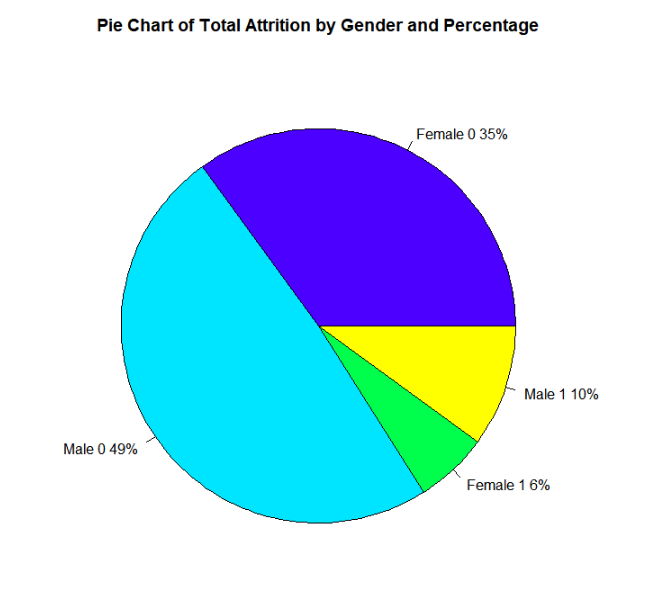 Pie Chart of Total Attrition by Gender and Percentage
Female 0 35%
Male 1 10%
Male 0 49%
Female 1 6%